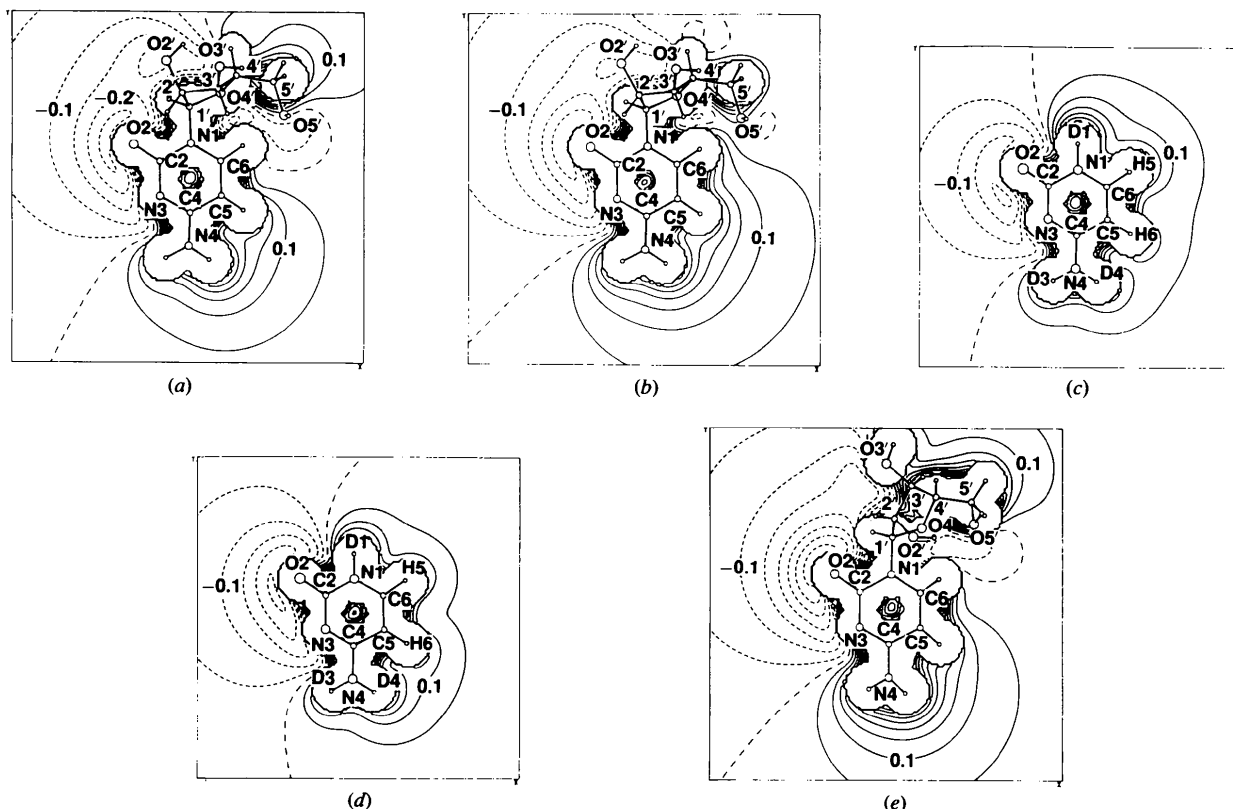 O2′
O3′
4′
0.1
2′
3′
5′
−0.1
−0.2
O4′
1′
O5′
O2
N1
C2
C6
C4
N3
C5
N4
0.1
(a)
O2′
O3′
4′
2′
3′
5′
−0.1
O4′
1′
O5′
O2
N1
C2
C6
C4
N3
C5
N4
0.1
(b)
D1
0.1
O2
N1
H5
C2
−0.1
C6
C4
N3
C5
H6
D3
D4
N4
(c)
D1
O2
C2
N1
H5
−0.1
C6
C4
N3
C5
H6
D3
D4
0.1
N4
(d)
O3′
0.1
5′
2′
3′
4′
O4′
O5′
1′
O2′
O2
N1
C2
−0.1
C6
C4
N3
C5
N4
0.1
(e)